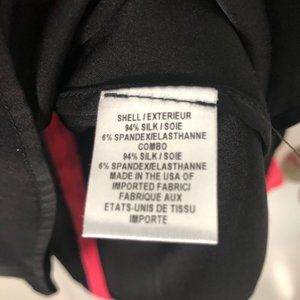 SHELL / EXTERIEUR
94% SILK / SOIE
6% SPANDEX/ELASTHANNE
COMBO
94% SILK / SOIE
6% SPANDEX/ELASTHANNE
MADE IN THE USA OF
IMPORTED FABRIC/
FABRIQUE AUX
ETATS-UNIS DE TISSU
IMPORTE